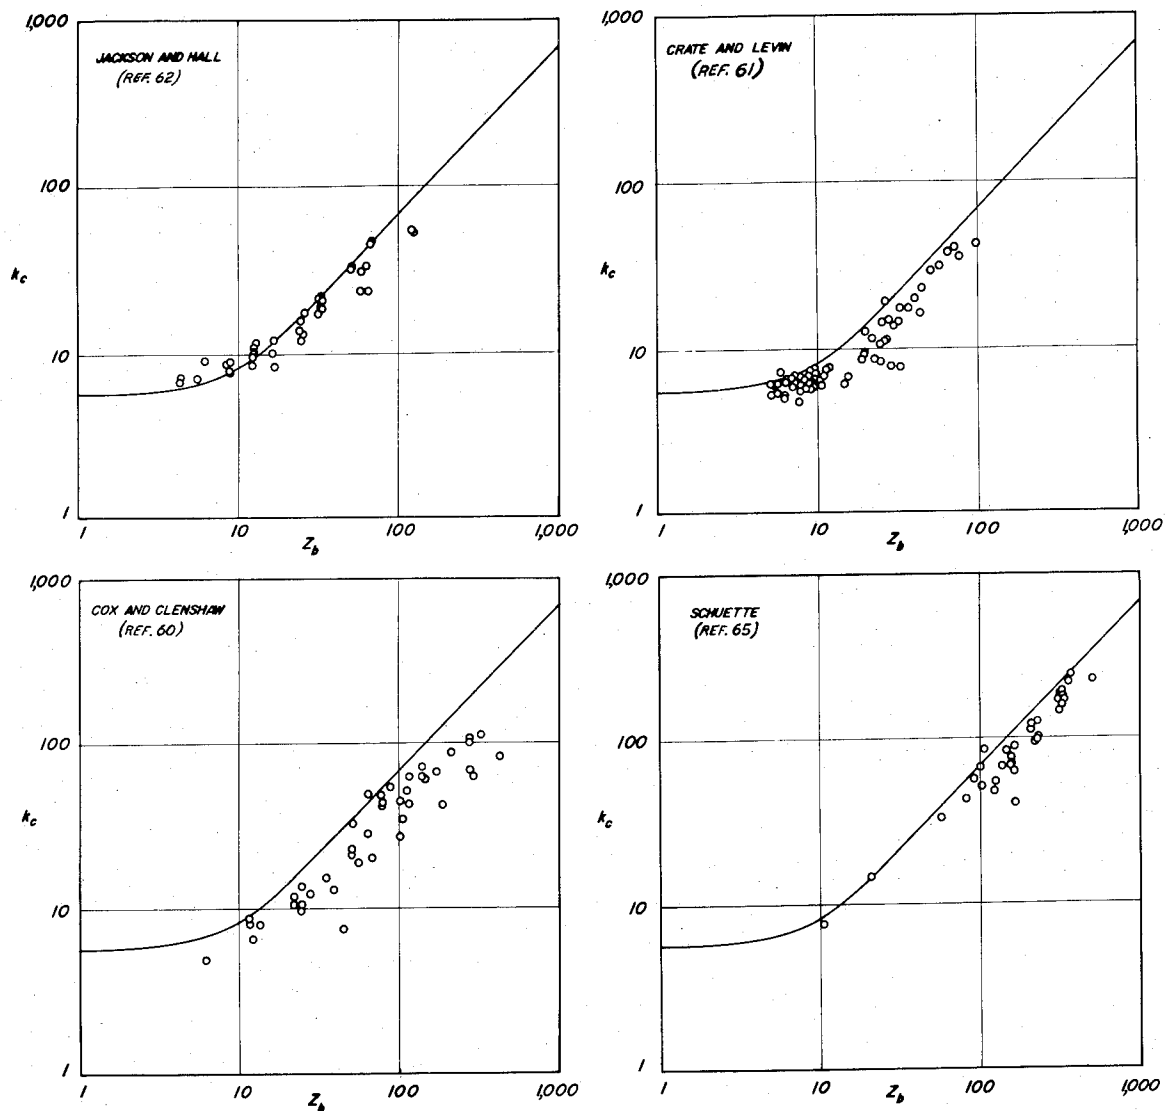 1,000
JACKSON AND HALL
(REF. 62)
100
k_c
10
1
1 10 100 1,000
Z_b
1,000
CRATE AND LEVIN
(REF. 61)
100
k_c
10
1
1 10 100 1,000
Z_b
1,000
COX AND CLENSHAW
(REF. 60)
100
k_c
10
1
1 10 100 1,000
Z_b
1,000
SCHUETTE
(REF. 65)
100
k_c
10
1
1 10 100 1,000
Z_b